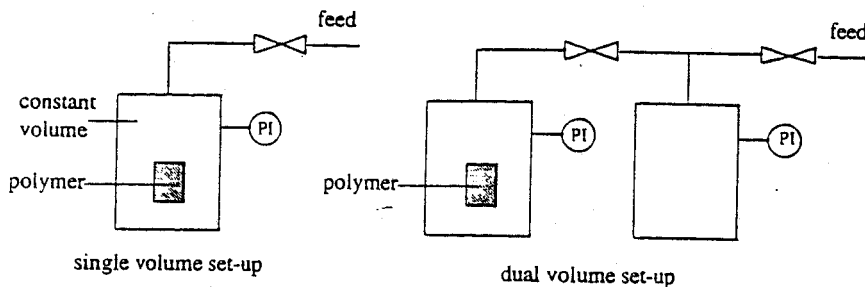 feed
constant
volume
PI
polymer
single volume set-up
feed
PI
PI
polymer
dual volume set-up